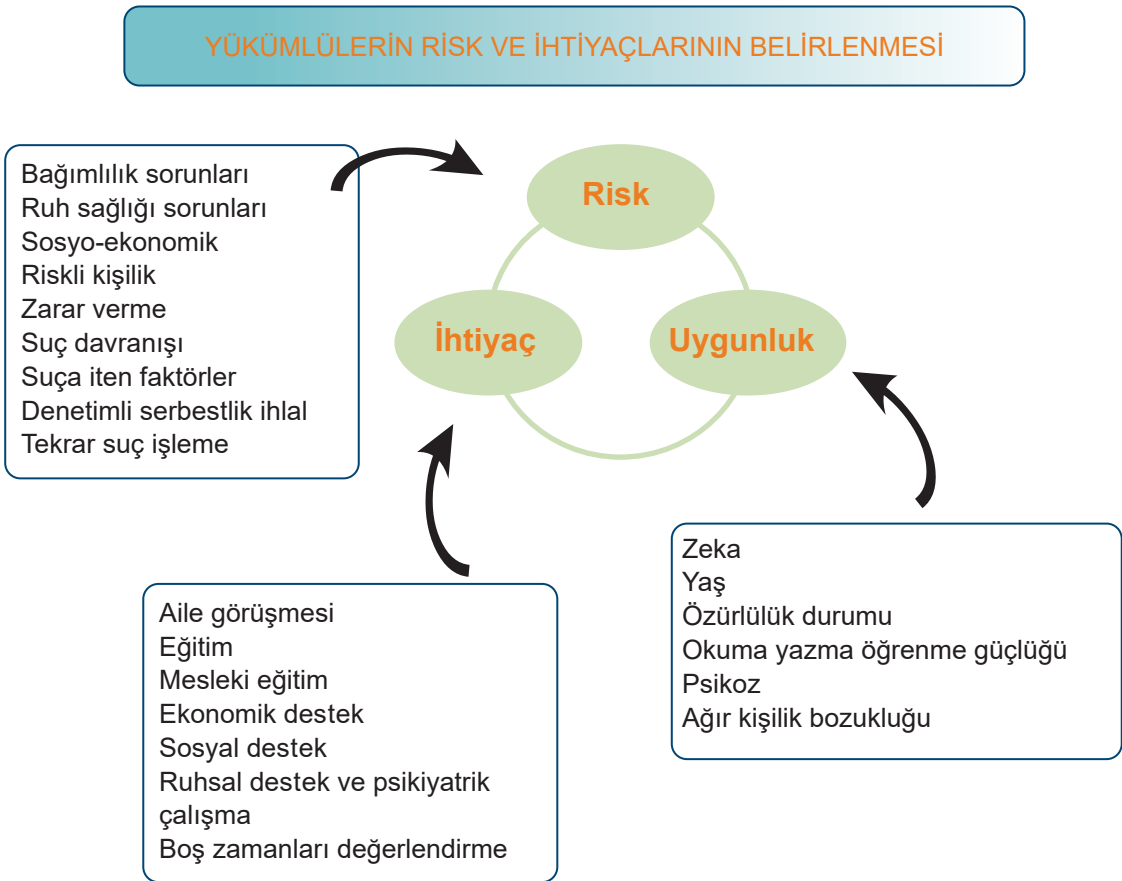 YÜKÜMLÜLERİN RİSK VE İHTİYAÇLARININ BELİRLENMESİ
Bağımlılık sorunları
Ruh sağlığı sorunları
Sosyo-ekonomik
Riskli kişilik
Zarar verme
Suç davranışı
Suça iten faktörler
Denetimli serbestlik ihlal
Tekrar suç işleme
Risk
İhtiyaç
Uygunluk
Aile görüşmesi
Eğitim
Mesleki eğitim
Ekonomik destek
Sosyal destek
Ruhsal destek ve psikiyatrik
çalışma
Boş zamanları değerlendirme
Zeka
Yaş
Özürlülük durumu
Okuma yazma öğrenme güçlüğü
Psikoz
Ağır kişilik bozukluğu